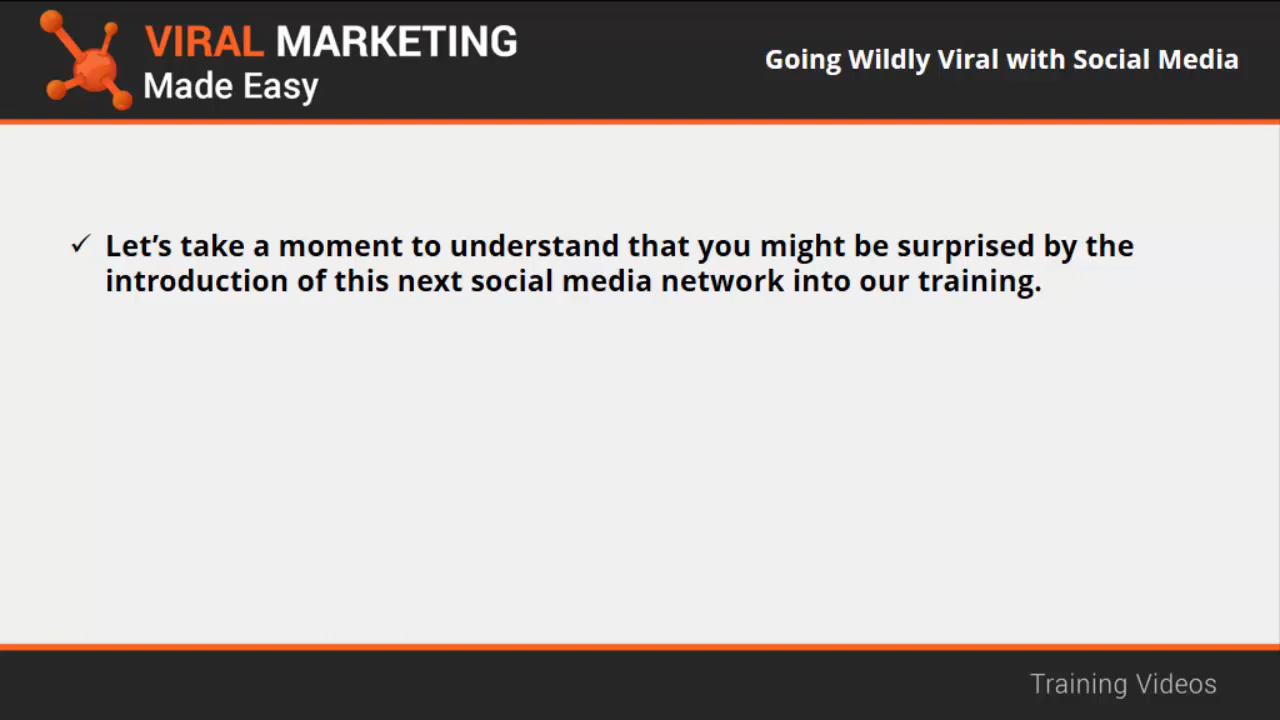 VIRAL MARKETING
Made Easy
Going Wildly Viral with Social Media
✓ Let’s take a moment to understand that you might be surprised by the
introduction of this next social media network into our training.
Training Videos